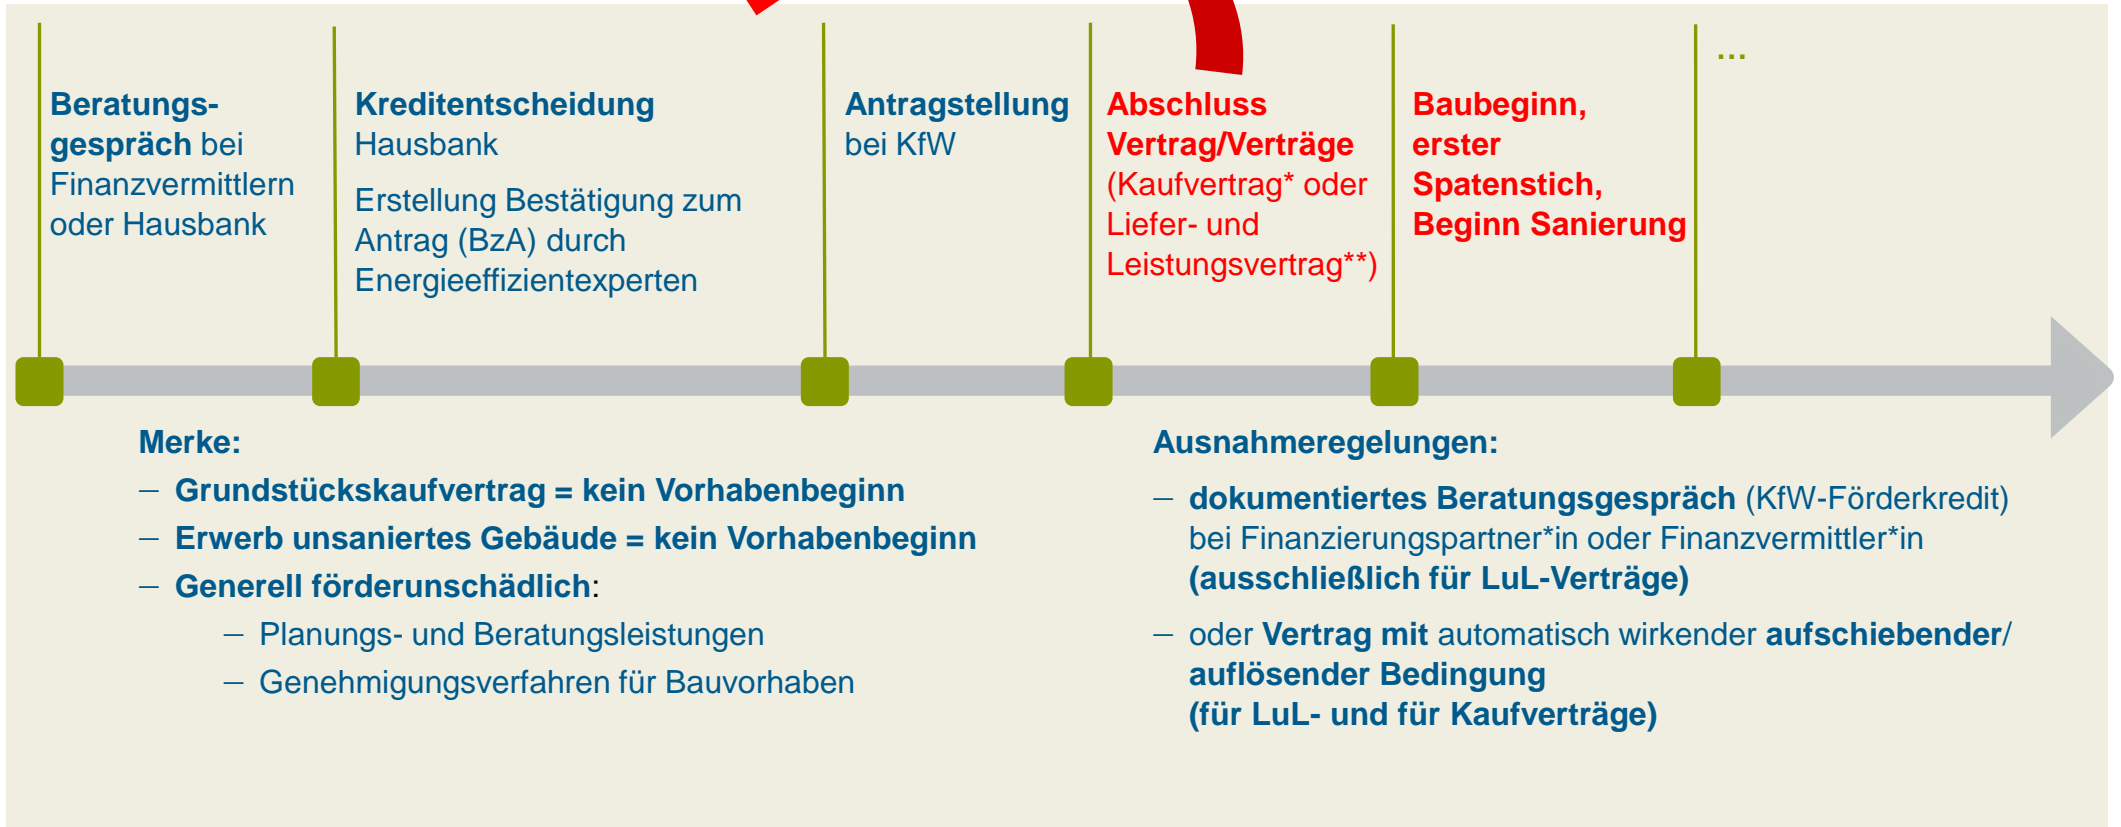 Beratungs-
gespräch bei
Finanzvermittlern
oder Hausbank
Kreditentscheidung
Hausbank
Erstellung Bestätigung zum
Antrag (BzA) durch
Energieeffizientexperten
Antragstellung
bei KfW
Abschluss
Vertrag/Verträge
(Kaufvertrag* oder
Liefer- und
Leistungsvertrag**)
Baubeginn,
erster
Spatenstich,
Beginn Sanierung
...
Merke:
– Grundstückskaufvertrag = kein Vorhabenbeginn
– Erwerb unsaniertes Gebäude = kein Vorhabenbeginn
– Generell förderunschädlich:
– Planungs- und Beratungsleistungen
– Genehmigungsverfahren für Bauvorhaben
Ausnahmeregelungen:
– dokumentiertes Beratungsgespräch (KfW-Förderkredit)
bei Finanzierungspartner*in oder Finanzvermittler*in
(ausschließlich für LuL-Verträge)
– oder Vertrag mit automatisch wirkender aufschiebender/
auflösender Bedingung
(für LuL- und für Kaufverträge)